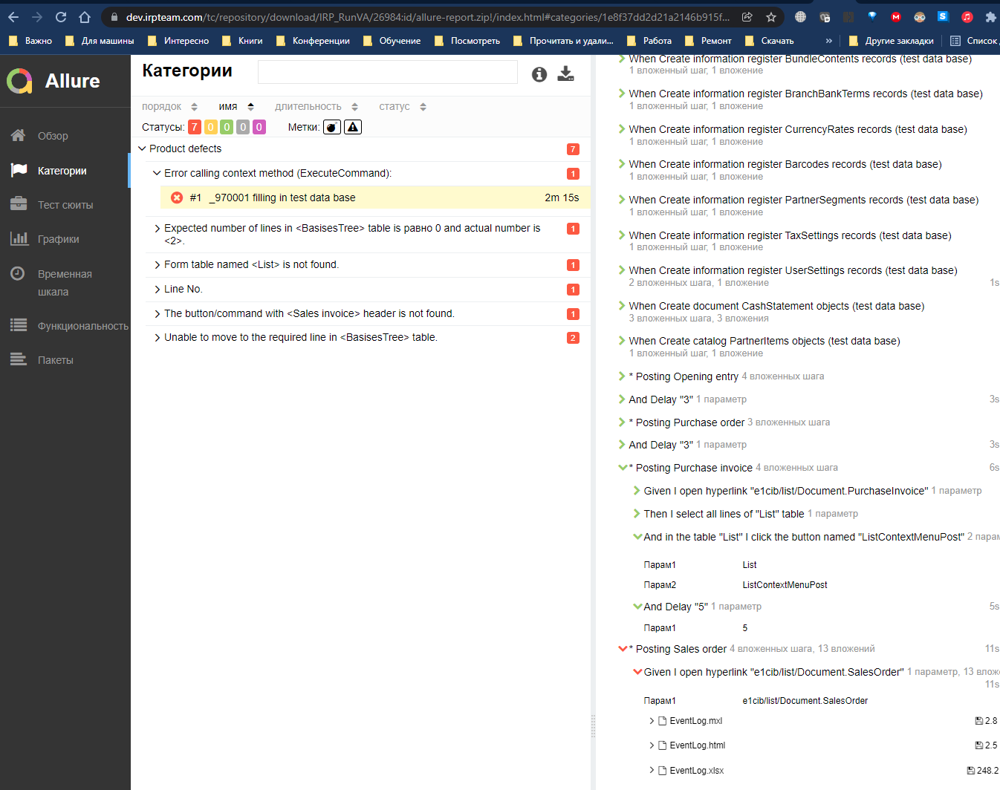 dev.irpteam.com/tc/repository/download/IRP_RunVA/26984:id/allure-report.zip!/index.html#categories/1e8f37dd2d21a2146b915f...
Важно
Для машины
Интересно
Книги
Конференции
Обучение
Посмотреть
Прочитать и удали...
Работа
Ремонт
Скачать
»
Другие закладки
Список
Allure
Обзор
Категории
Тест сюиты
Графики
Временная
шкала
Функциональность
Пакеты
Категории
порядок имя длительность статус
Статусы: 7 0 0 0 0 Метки:
Product defects 7
Error calling context method (ExecuteCommand): 1
#1 _970001 filling in test data base 2m 15s
Expected number of lines in <BasisesTree> table is равно 0 and actual number is
<2>. 1
Form table named <List> is not found. 1
Line No. 1
The button/command with <Sales invoice> header is not found. 1
Unable to move to the required line in <BasisesTree> table. 2
When Create information register BundleContents records (test data base)
1 вложенный шаг, 1 вложение
When Create information register BranchBankTerms records (test data base)
1 вложенный шаг, 1 вложение
When Create information register CurrencyRates records (test data base)
1 вложенный шаг, 1 вложение
When Create information register Barcodes records (test data base)
1 вложенный шаг, 1 вложение
When Create information register PartnerSegments records (test data base)
1 вложенный шаг, 1 вложение
When Create information register TaxSettings records (test data base)
1 вложенный шаг, 1 вложение
When Create information register UserSettings records (test data base)
2 вложенных шага, 1 вложение 1s
When Create document CashStatement objects (test data base)
3 вложенных шага, 3 вложения
When Create catalog PartnerItems objects (test data base)
1 вложенный шаг, 1 вложение
* Posting Opening entry 4 вложенных шага
And Delay "3" 1 параметр 3s
* Posting Purchase order 3 вложенных шага
And Delay "3" 1 параметр 3s
* Posting Purchase invoice 4 вложенных шага 6s
Given I open hyperlink "e1cib/list/Document.PurchaseInvoice" 1 параметр
Then I select all lines of "List" table 1 параметр
And in the table "List" I click the button named "ListContextMenuPost" 2 парам
Парам1 List
Парам2 ListContextMenuPost
And Delay "5" 1 параметр 5s
Парам1 5
* Posting Sales order 4 вложенных шага, 13 вложений 11s
Given I open hyperlink "e1cib/list/Document.SalesOrder" 1 параметр, 13 влож
11s
Парам1 e1cib/list/Document.SalesOrder
EventLog.mxl 2.8
EventLog.html 2.5
EventLog.xlsx 248.2